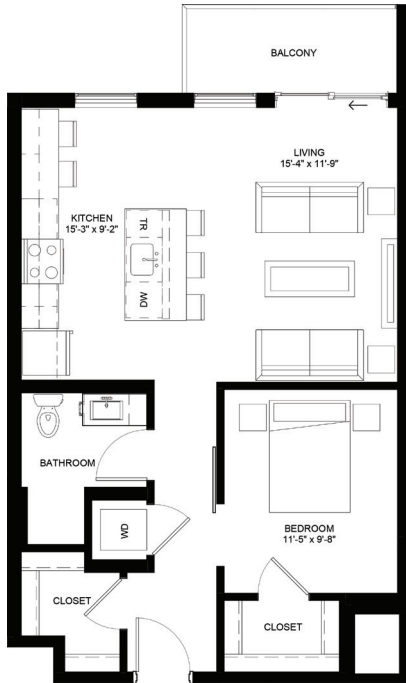 BALCONY
LIVING
15'-4" x 11'-9"
KITCHEN
15'-3" x 9'-2"
TR
DW
BATHROOM
WD
BEDROOM
11'-5" x 9'-8"
CLOSET
CLOSET